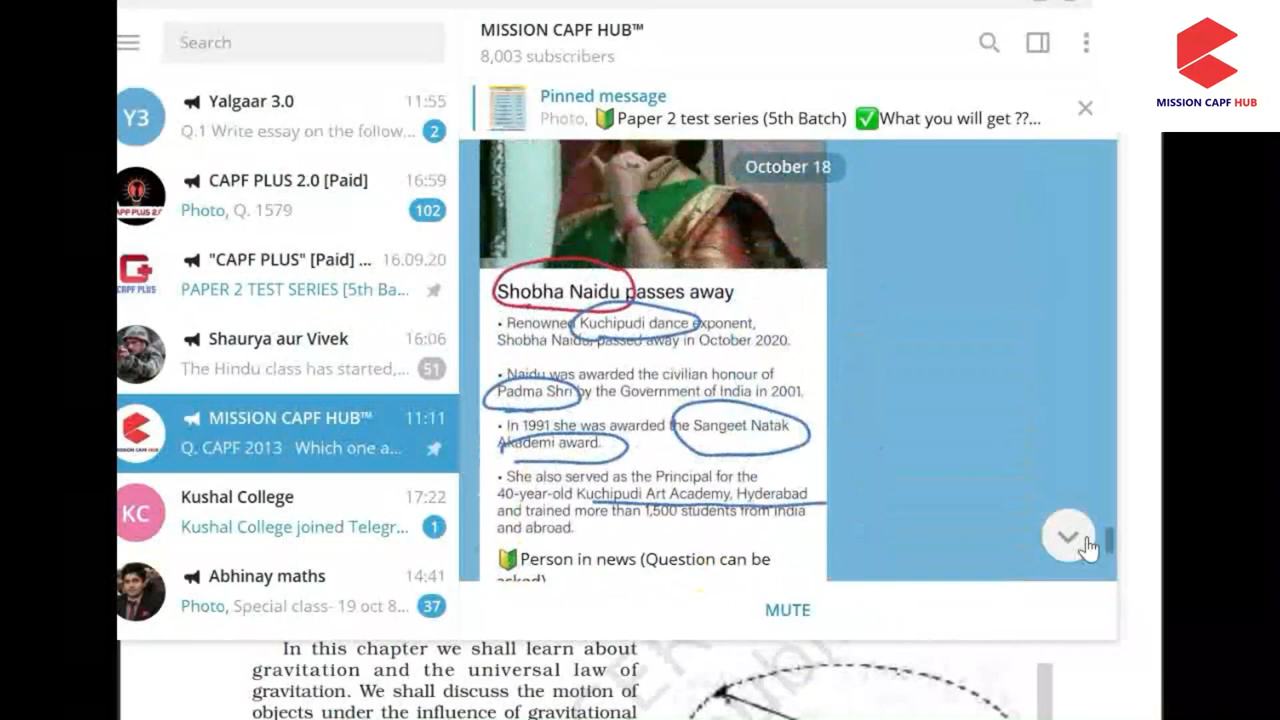 Search
Y3
Yalgaar 3.0
11:55
Q.1 Write essay on the follow...
2
CAPF PLUS 2.0 [Paid]
16:59
Photo, Q. 1579
102
"CAPF PLUS" [Paid] ...
16.09.20
PAPER 2 TEST SERIES [5th Ba...
CAPF PLUS
Shaurya aur Vivek
16:06
The Hindu class has started,...
51
MISSION CAPF HUB™
11:11
Q. CAPF 2013 Which one a...
KC
Kushal College
17:22
Kushal College joined Telegr...
1
Abhinay maths
14:41
Photo, Special class- 19 oct 8...
37
MISSION CAPF HUB™
8,003 subscribers
Pinned message
Photo, 🔰Paper 2 test series (5th Batch) ✅What you will get ??...
October 18
Shobha Naidu passes away
• Renowned Kuchipudi dance exponent,
Shobha Naidu, passed away in October 2020.
• Naidu was awarded the civilian honour of
Padma Shri by the Government of India in 2001.
• In 1991 she was awarded the Sangeet Natak
Akademi award.
• She also served as the Principal for the
40-year-old Kuchipudi Art Academy, Hyderabad
and trained more than 1,500 students from India
and abroad.
🔰Person in news (Question can be
asked)
MUTE
MISSION CAPF HUB
In this chapter we shall learn about
gravitation and the universal law of
gravitation. We shall discuss the motion of
objects under the influence of gravitational